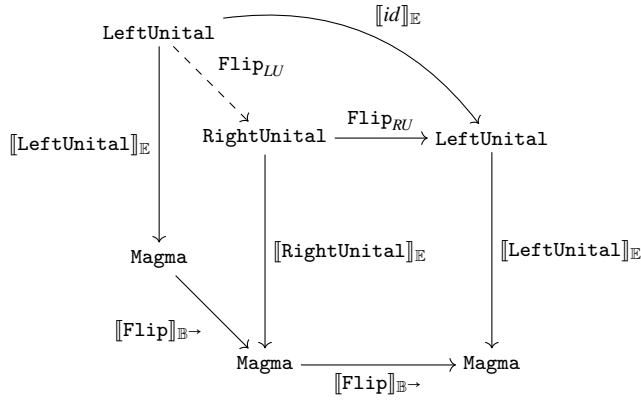 LeftUnital
⟦id⟧𝔼
Flip_LU
RightUnital
Flip_RU
LeftUnital
⟦LeftUnital⟧𝔼
⟦RightUnital⟧𝔼
⟦LeftUnital⟧𝔼
Magma
⟦Flip⟧𝔹→
Magma
⟦Flip⟧𝔹→
Magma